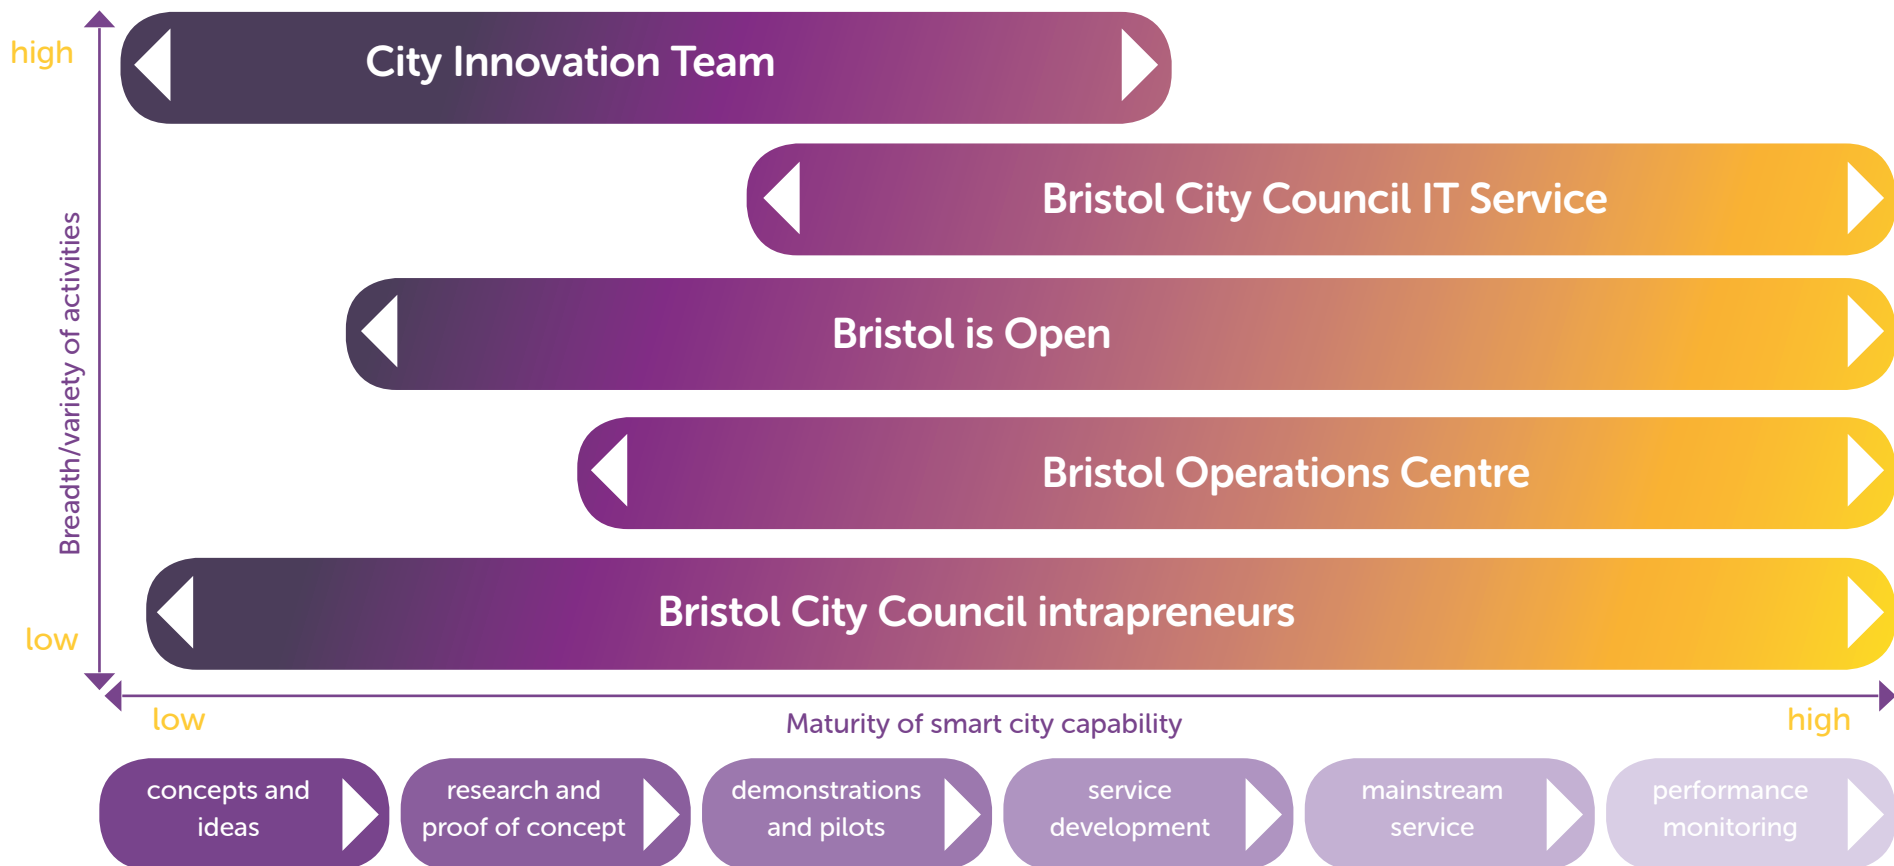 high
City Innovation Team
Bristol City Council IT Service
Bristol is Open
Bristol Operations Centre
Bristol City Council intrapreneurs
Breadth/variety of activities
low
low
Maturity of smart city capability
high
concepts and
ideas
research and
proof of concept
demonstrations
and pilots
service
development
mainstream
service
performance
monitoring